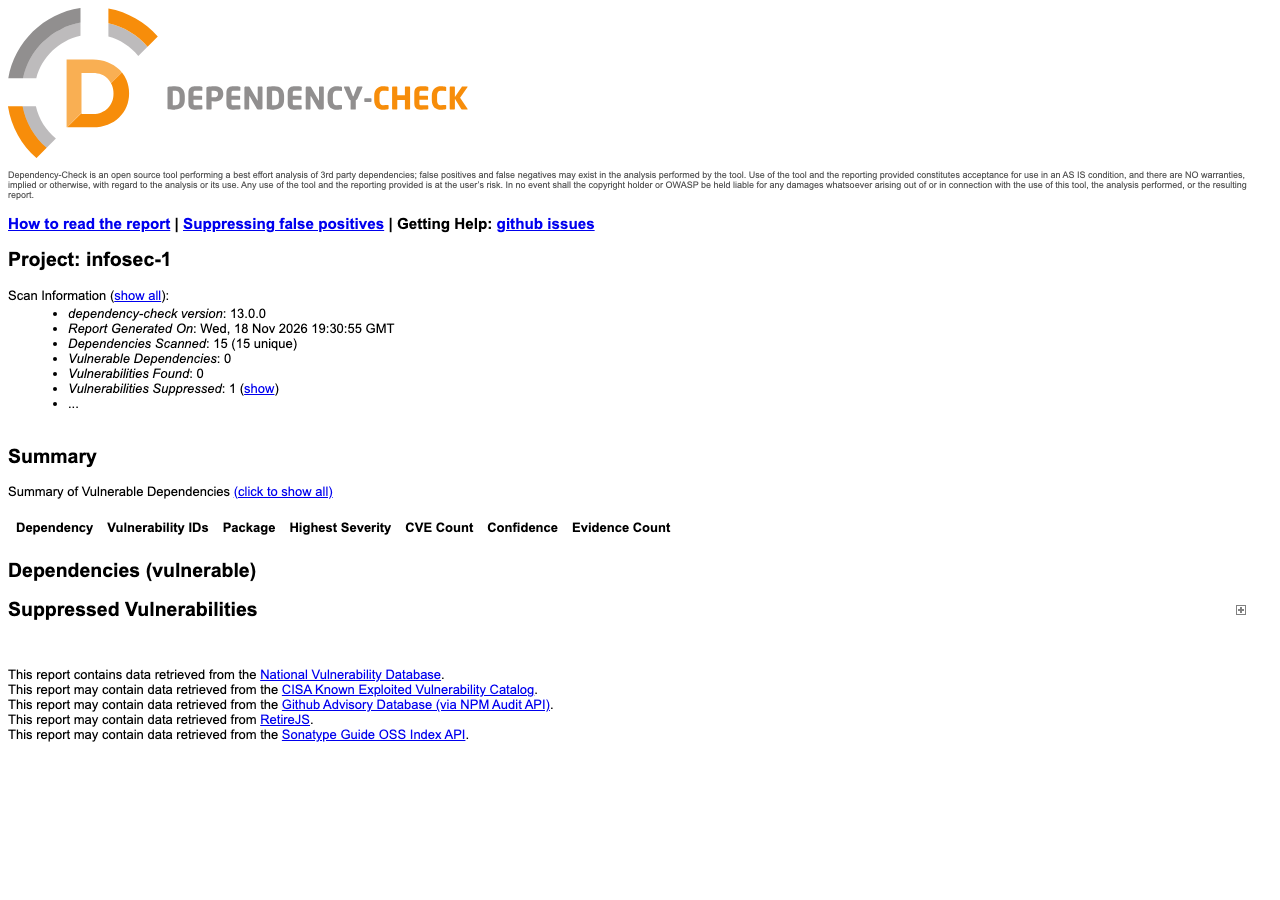 DEPENDENCY-CHECK
Dependency-Check is an open source tool performing a best effort analysis of 3rd party dependencies; false positives and false negatives may exist in the analysis performed by the tool. Use of the tool and the reporting provided constitutes acceptance for use in an AS IS condition, and there are NO warranties,
implied or otherwise, with regard to the analysis or its use. Any use of the tool and the reporting provided is at the user's risk. In no event shall the copyright holder or OWASP be held liable for any damages whatsoever arising out of or in connection with the use of this tool, the analysis performed, or the resulting
report.
How to read the report | Suppressing false positives | Getting Help: github issues
Project: infosec-1
Scan Information (show all):
• dependency-check version: 13.0.0
• Report Generated On: Wed, 18 Nov 2026 19:30:55 GMT
• Dependencies Scanned: 15 (15 unique)
• Vulnerable Dependencies: 0
• Vulnerabilities Found: 0
• Vulnerabilities Suppressed: 1 (show)
• ...
Summary
Summary of Vulnerable Dependencies (click to show all)
Dependency Vulnerability IDs Package Highest Severity CVE Count Confidence Evidence Count
Dependencies (vulnerable)
Suppressed Vulnerabilities
This report contains data retrieved from the National Vulnerability Database.
This report may contain data retrieved from the CISA Known Exploited Vulnerability Catalog.
This report may contain data retrieved from the Github Advisory Database (via NPM Audit API).
This report may contain data retrieved from RetireJS.
This report may contain data retrieved from the Sonatype Guide OSS Index API.